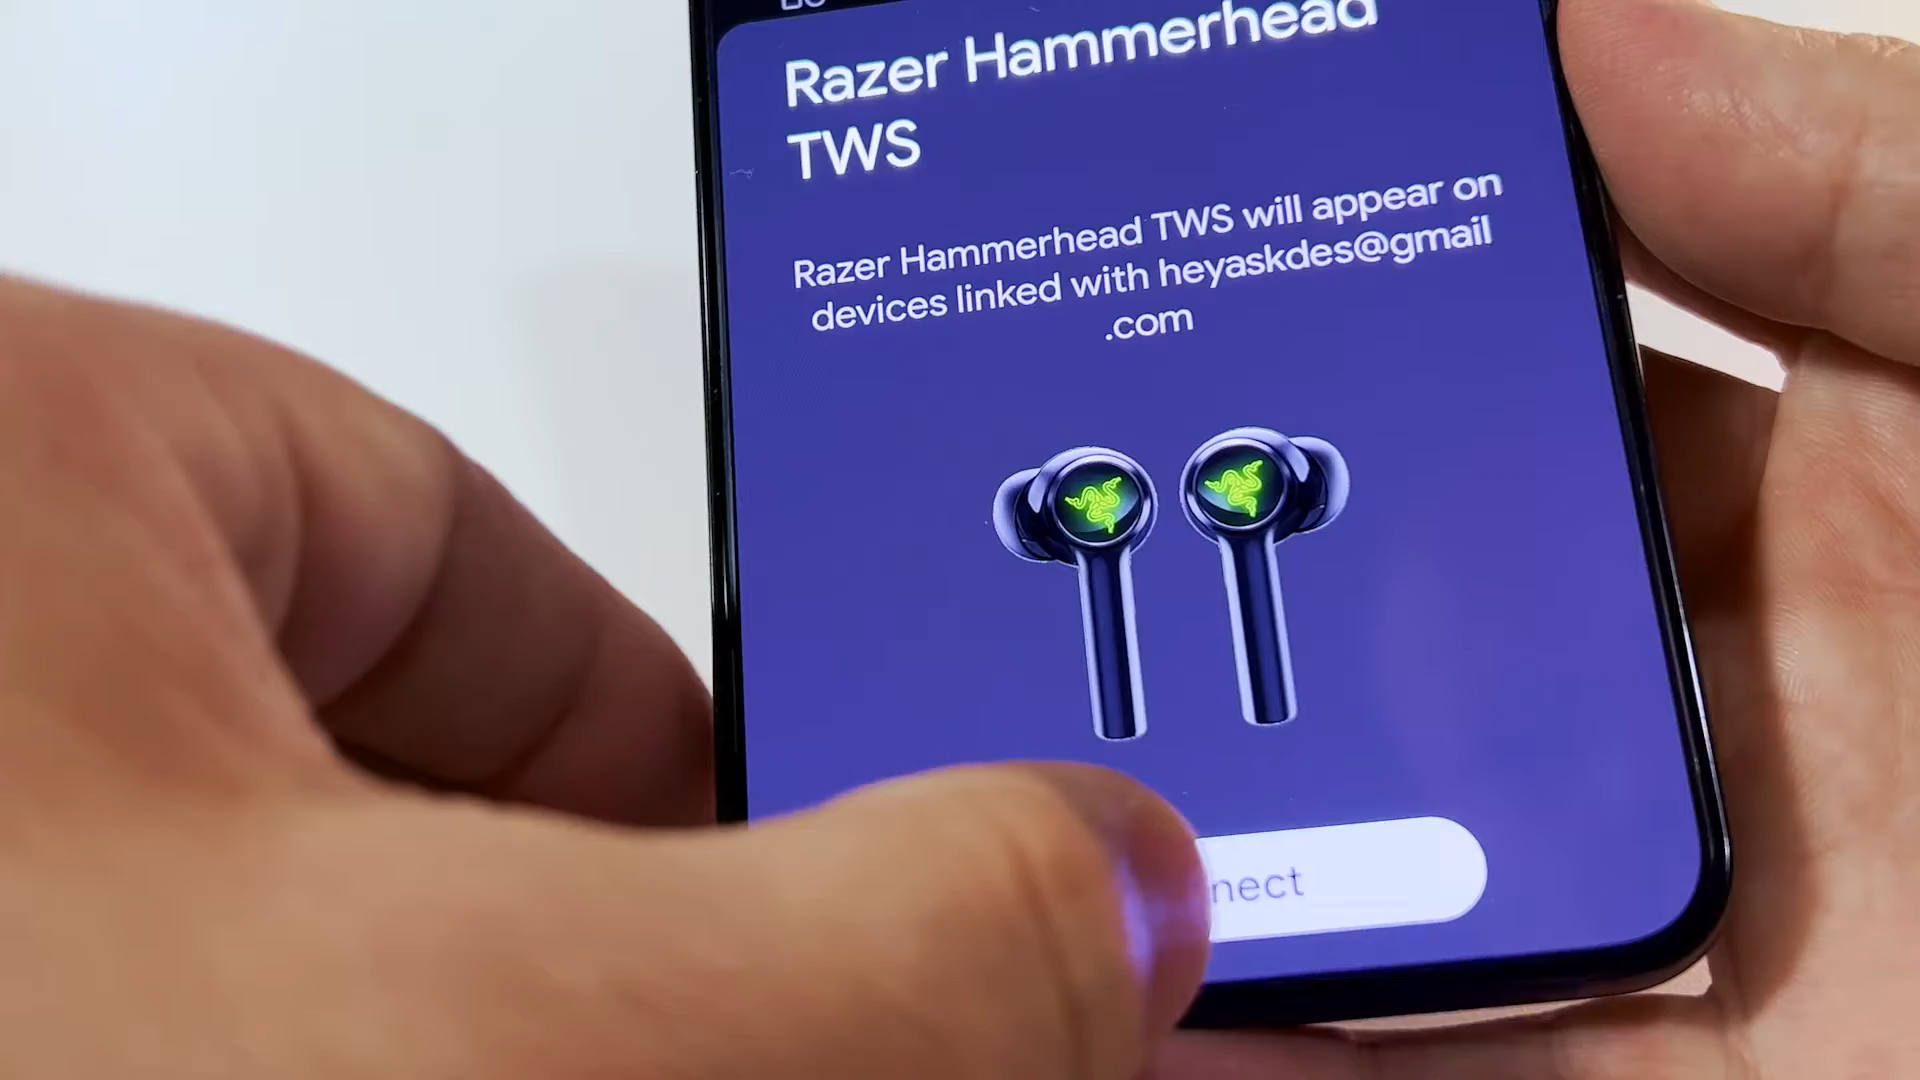 Razer Hammerhead
TWS
Razer Hammerhead TWS will appear on
devices linked with heyaskdes@gmail
.com
nect